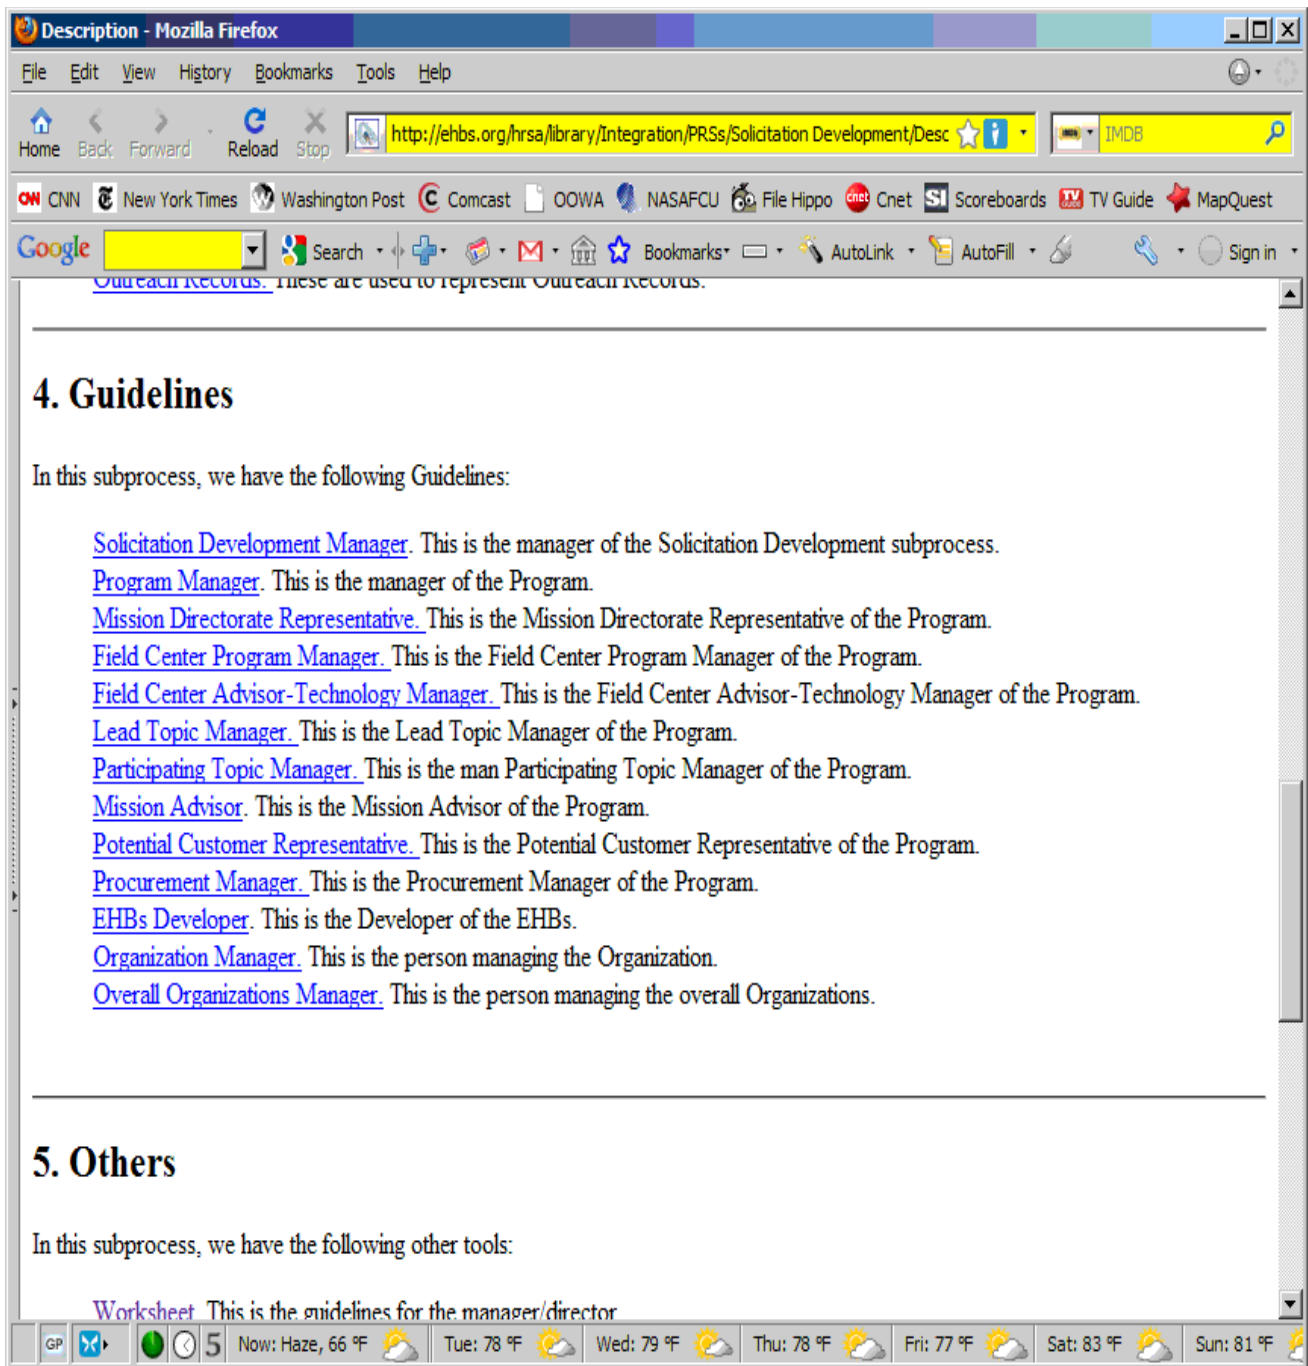 Description - Mozilla Firefox
File Edit View History Bookmarks Tools Help
http://ehbs.org/hrsa/library/Integration/PRSs/Solicitation Development/Desc IMDB
Home Back Forward Reload Stop
CNN CNN New York Times Washington Post Comcast OOWA NASAFCU File Hippo cnet Cnet SI Scoreboards TV Guide MapQuest
Google Search Bookmarks AutoLink AutoFill Sign in
Outreach Records. These are used to represent Outreach Records.
4. Guidelines
In this subprocess, we have the following Guidelines:
Solicitation Development Manager. This is the manager of the Solicitation Development subprocess.
Program Manager. This is the manager of the Program.
Mission Directorate Representative. This is the Mission Directorate Representative of the Program.
Field Center Program Manager. This is the Field Center Program Manager of the Program.
Field Center Advisor-Technology Manager. This is the Field Center Advisor-Technology Manager of the Program.
Lead Topic Manager. This is the Lead Topic Manager of the Program.
Participating Topic Manager. This is the man Participating Topic Manager of the Program.
Mission Advisor. This is the Mission Advisor of the Program.
Potential Customer Representative. This is the Potential Customer Representative of the Program.
Procurement Manager. This is the Procurement Manager of the Program.
EHBs Developer. This is the Developer of the EHBs.
Organization Manager. This is the person managing the Organization.
Overall Organizations Manager. This is the person managing the overall Organizations.
5. Others
In this subprocess, we have the following other tools:
Worksheet. This is the guidelines for the manager/director
GP 5 Now: Haze, 66 °F Tue: 78 °F Wed: 79 °F Thu: 78 °F Fri: 77 °F Sat: 83 °F Sun: 81 °F